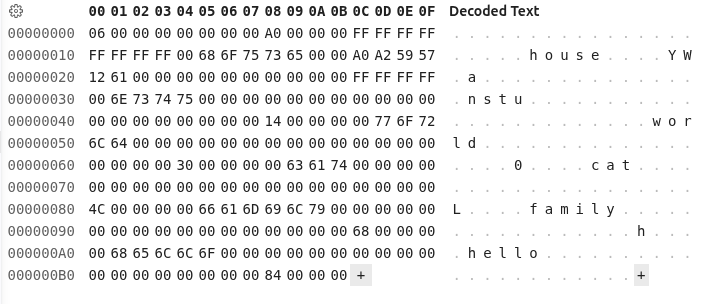 00 01 02 03 04 05 06 07 08 09 0A 0B 0C 0D 0E 0F Decoded Text
00000000 06 00 00 00 00 00 00 00 A0 00 00 00 FF FF FF FF . . . . . . . . . . . . . . . .
00000010 FF FF FF FF 00 68 6F 75 73 65 00 00 A0 A2 59 57 . . . . . h o u s e . . . . Y W
00000020 12 61 00 00 00 00 00 00 00 00 00 00 FF FF FF FF . a . . . . . . . . . . . . . .
00000030 00 6E 73 74 75 00 00 00 00 00 00 00 00 00 00 00 . n s t u . . . . . . . . . . .
00000040 00 00 00 00 00 00 00 00 14 00 00 00 00 77 6F 72 . . . . . . . . . . . . . w o r
00000050 6C 64 00 00 00 00 00 00 00 00 00 00 00 00 00 00 l d . . . . . . . . . . . . . .
00000060 00 00 00 00 30 00 00 00 00 63 61 74 00 00 00 00 . . . . 0 . . . . c a t . . . .
00000070 00 00 00 00 00 00 00 00 00 00 00 00 00 00 00 00 . . . . . . . . . . . . . . . .
00000080 4C 00 00 00 00 66 61 6D 69 6C 79 00 00 00 00 00 L . . . . f a m i l y . . . . .
00000090 00 00 00 00 00 00 00 00 00 00 00 00 68 00 00 00 . . . . . . . . . . . . h . . .
000000A0 00 68 65 6C 6C 6F 00 00 00 00 00 00 00 00 00 00 . h e l l o . . . . . . . . . .
000000B0 00 00 00 00 00 00 00 00 84 00 00 00 + . . . . . . . . . . . . +